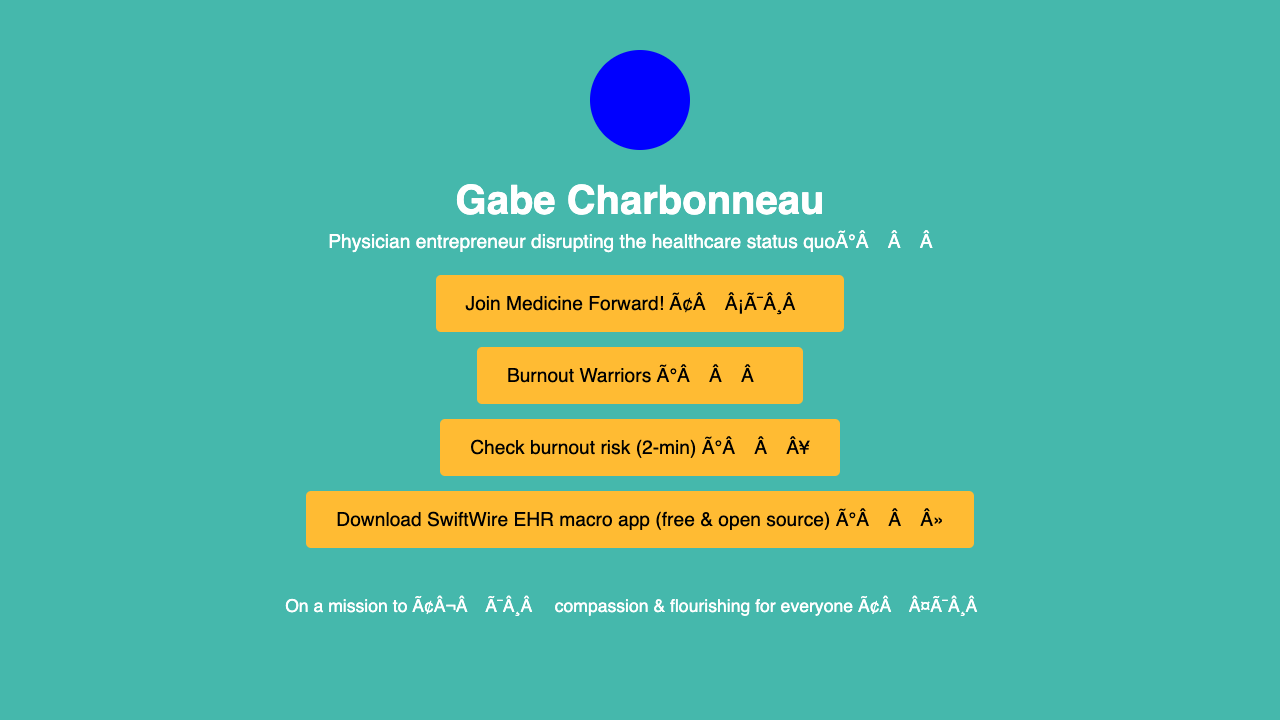 Gabe Charbonneau
Physician entrepreneur disrupting the healthcare status quoÃ°Â Â Â
Join Medicine Forward! Ã¢Â Â¡Ã¯Â¸Â
Burnout Warriors Ã°Â Â Â
Check burnout risk (2-min) Ã°Â Â Â¥
Download SwiftWire EHR macro app (free & open source) Ã°Â Â Â»
On a mission to Ã¢Â¬Â Ã¯Â¸Â compassion & flourishing for everyone Ã¢Â Â¤Ã¯Â¸Â